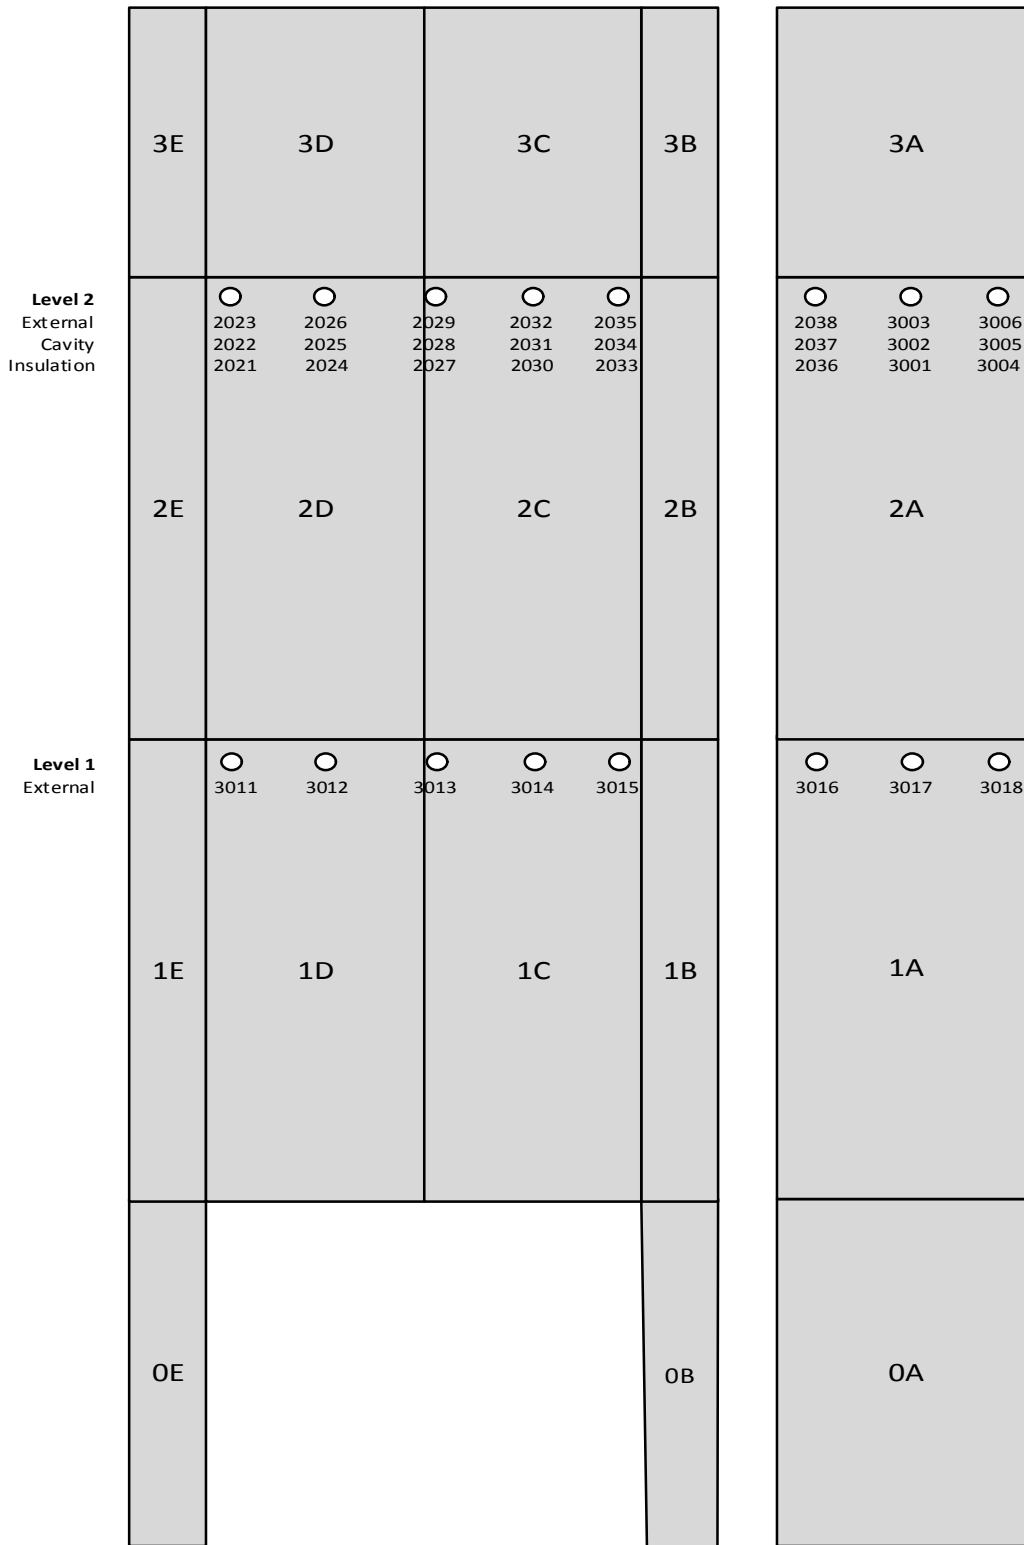 3E 3D 3C 3B 3A
Level 2
External 2023 2026 2029 2032 2035 2038 3003 3006
Cavity 2022 2025 2028 2031 2034 2037 3002 3005
Insulation 2021 2024 2027 2030 2033 2036 3001 3004
2E 2D 2C 2B 2A
Level 1
External 3011 3012 3013 3014 3015 3016 3017 3018
1E 1D 1C 1B 1A
0E 0B 0A